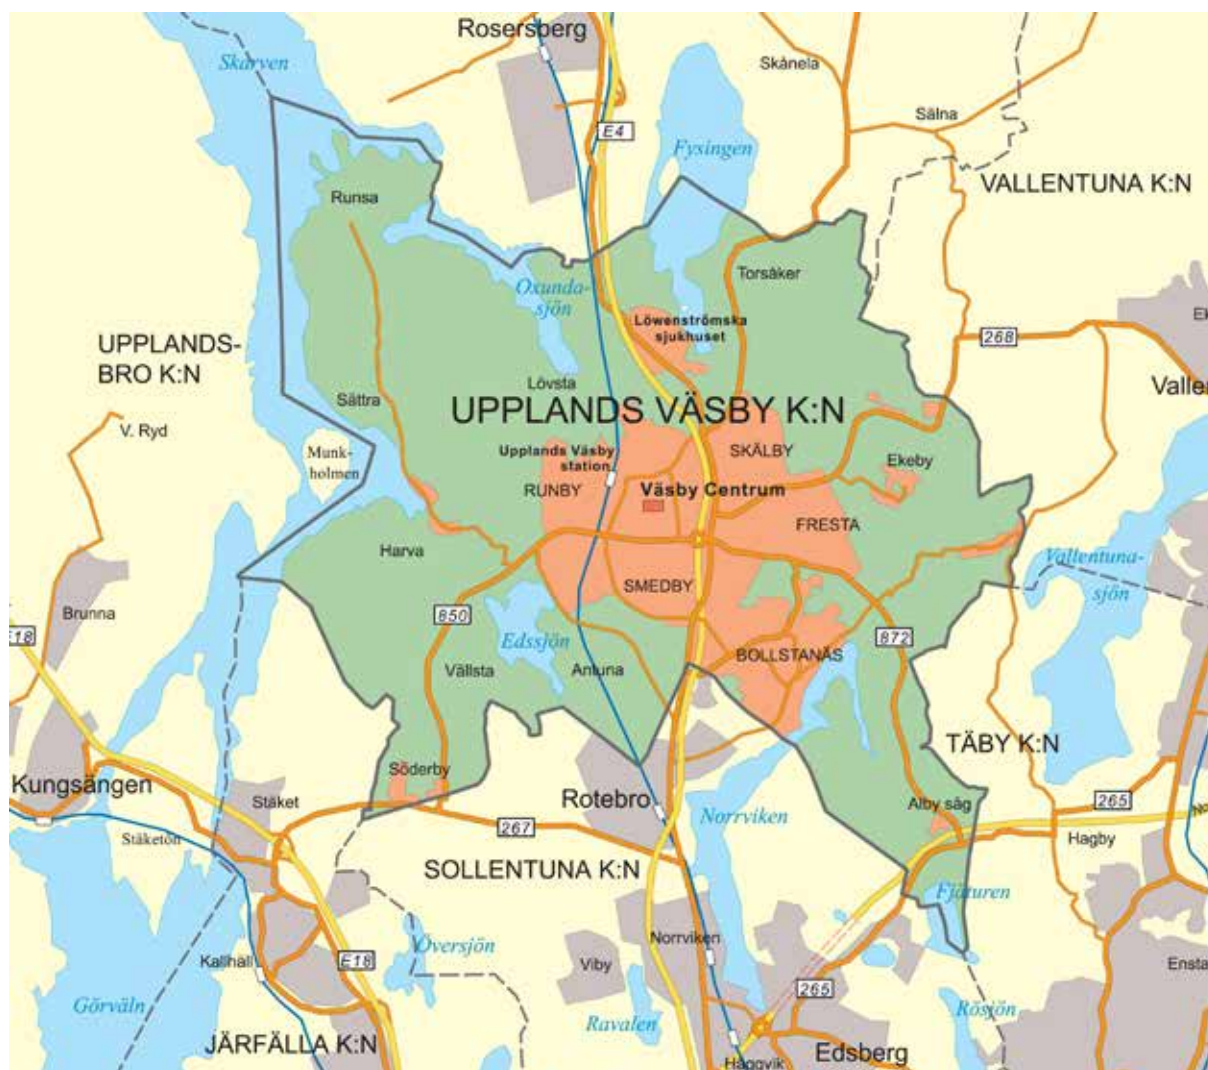 Rosersberg
Skarven
Skånela
Sälna
E4
Fysingen
VALLENTUNA K:N
Runsa
Torsåker
Oxunda-
sjön
Löwenströmska
sjukhuset
268
UPPLANDS-
BRO K:N
Lövsta
Sättra
UPPLANDS VÄSBY K:N
V. Ryd
Munk-
holmen
Upplands Väsby
station
SKÄLBY
Ekeby
RUNBY
Väsby Centrum
FRESTA
Harva
Vallentuna-
sjön
SMEDBY
Brunna
850
E18
Edssjön
872
BOLLSTANÄS
Vällsta
Antuna
TÄBY K:N
Söderby
Kungsängen
Stäket
Rotebro
Alby säg
265
Norrviken
267
Stäketön
Hagby
SOLLENTUNA K:N
Fjäturen
Översjön
Norrviken
Viby
Kallhäll
E18
265
Görväln
Ravalen
Rösjön
JÄRFÄLLA K:N
Edsberg
Häggvik